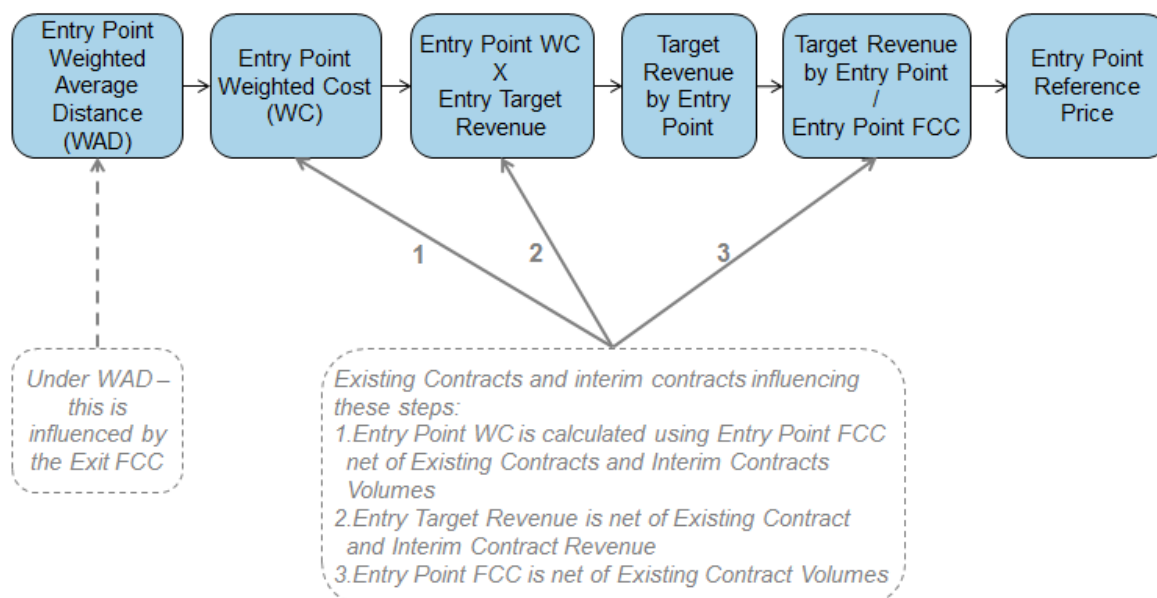 Entry Point
Weighted
Average
Distance
(WAD)
Entry Point
Weighted Cost
(WC)
Entry Point WC
X
Entry Target
Revenue
Target
Revenue
by Entry
Point
Target Revenue
by Entry Point
/
Entry Point FCC
Entry Point
Reference
Price
1
2
3
Under WAD –
this is
influenced by
the Exit FCC
Existing Contracts and interim contracts influencing
these steps:
1.Entry Point WC is calculated using Entry Point FCC
net of Existing Contracts and Interim Contracts
Volumes
2.Entry Target Revenue is net of Existing Contract
and Interim Contract Revenue
3.Entry Point FCC is net of Existing Contract Volumes